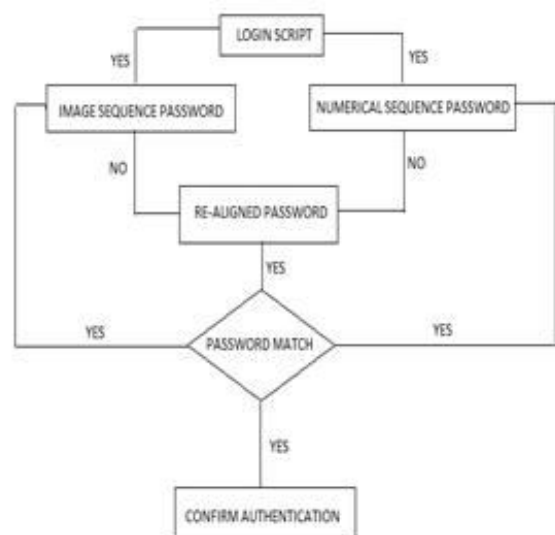 LOGIN SCRIPT
YES
YES
IMAGE SEQUENCE PASSWORD
NUMERICAL SEQUENCE PASSWORD
NO
NO
RE-ALIGNED PASSWORD
YES
YES
YES
PASSWORD MATCH
YES
CONFIRM AUTHENTICATION